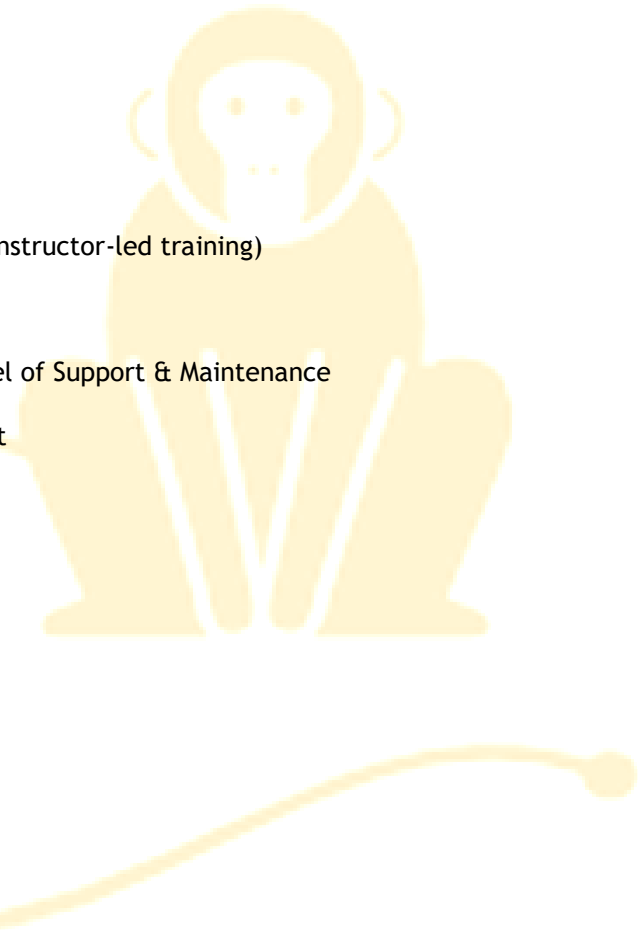 nstructor-led training)
el of Support & Maintenance
t